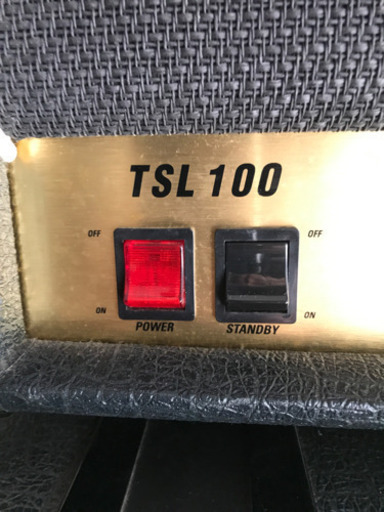 TSL 100
OFF
OFF
ON
ON
POWER
STANDBY